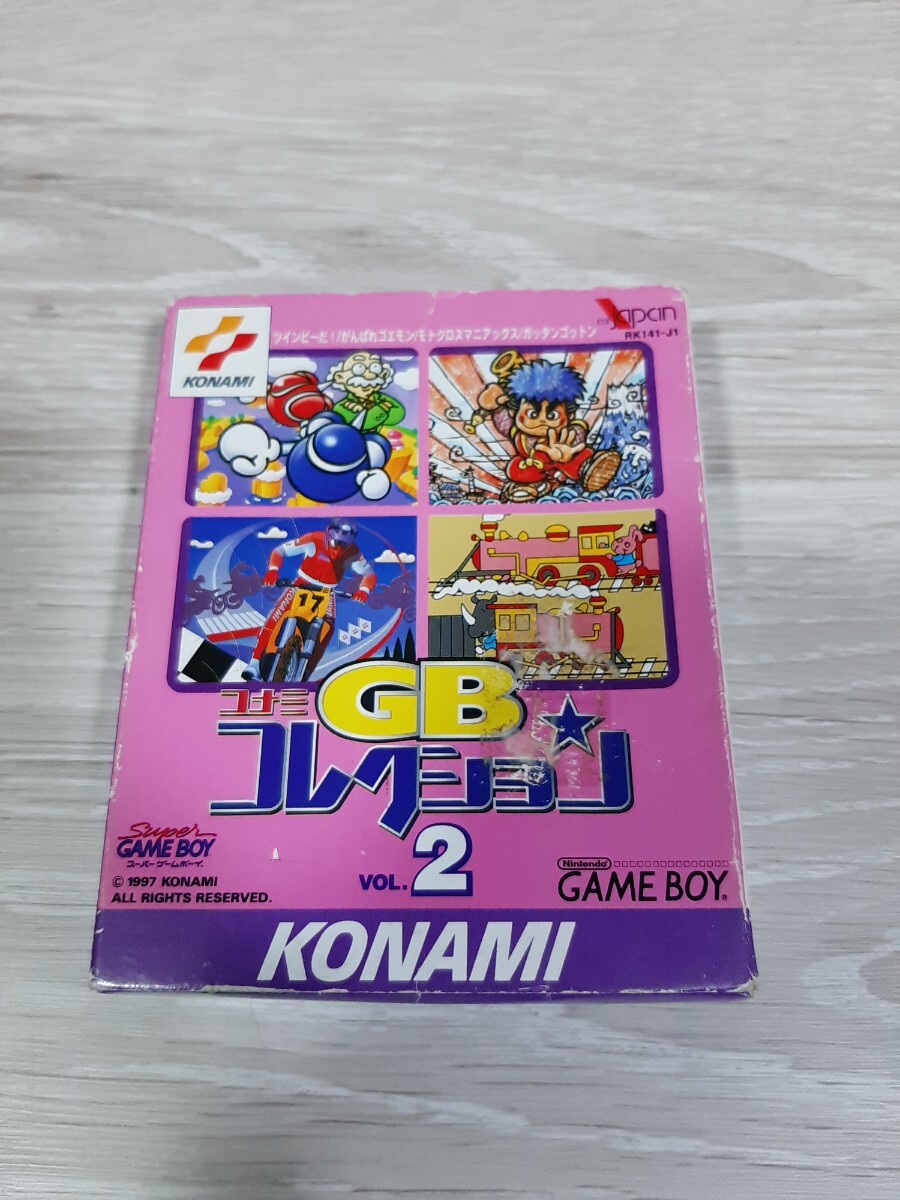 KONAMI
ツインビーだ!/がんばれゴエモン/モトクロスマニアックス/ガッタンゴットン
Japan
RK141-J1
KONAMI
17
コナミ
GB
コレクション
VOL.2
Super
GAME BOY
スーパーゲームボーイ
© 1997 KONAMI
ALL RIGHTS RESERVED.
Nintendo
GAME BOY
KONAMI